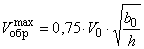 V_обр^max = 0,75 · V_0 · √(b_0/h)